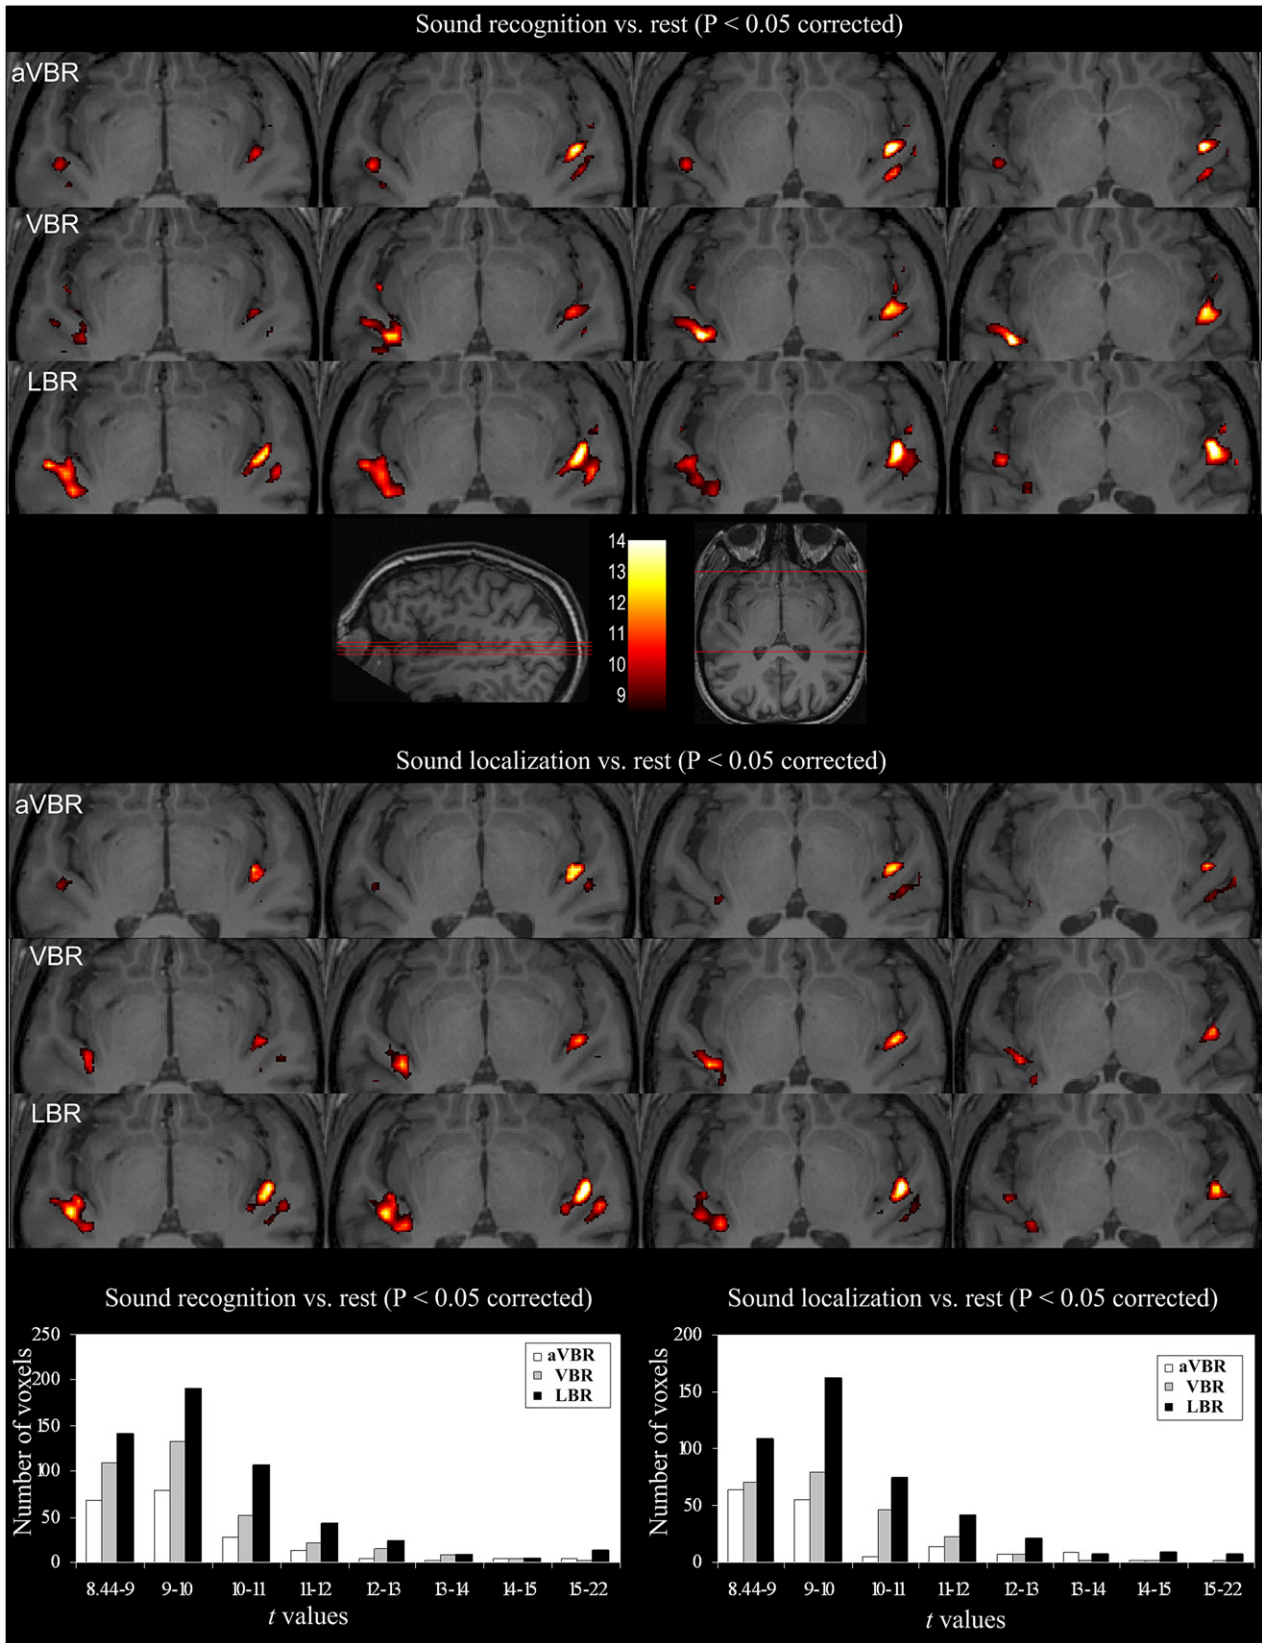 Sound recognition vs. rest (P < 0.05 corrected)
aVBR
VBR
LBR
14
13
12
11
10
9
Sound localization vs. rest (P < 0.05 corrected)
aVBR
VBR
LBR
Sound recognition vs. rest (P < 0.05 corrected)
Number of voxels
250
200
150
100
50
0
aVBR
VBR
LBR
8.44-9 9-10 10-11 11-12 12-13 13-14 14-15 15-22
t values
Sound localization vs. rest (P < 0.05 corrected)
Number of voxels
200
150
100
50
0
aVBR
VBR
LBR
8.44-9 9-10 10-11 11-12 12-13 13-14 14-15 15-22
t values